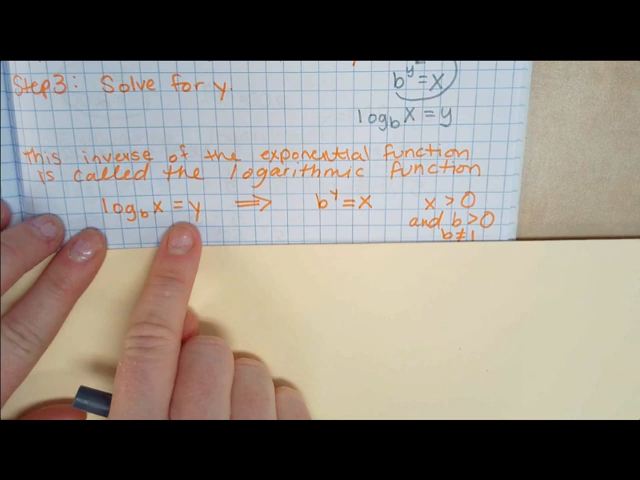 Step 3: Solve for y.
b^y = x
log_b x = y
This inverse of the exponential function
is called the logarithmic function
log_b x = y ⟹ b^y = x x > 0
and b > 0
b ≠ 1